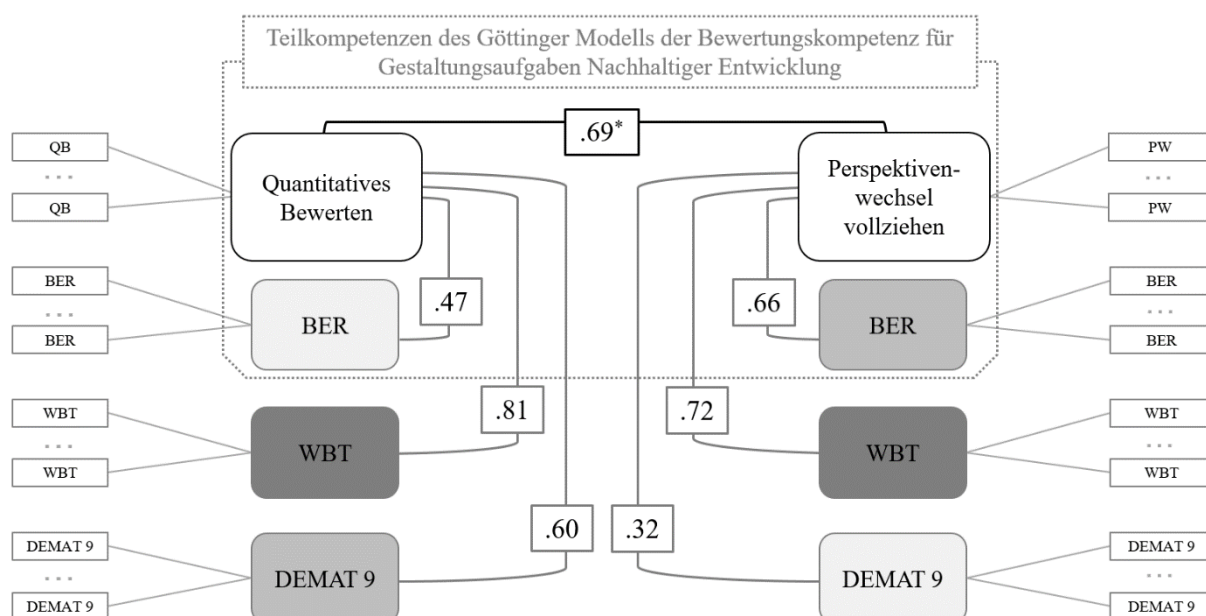 Teilkompetenzen des Göttinger Modells der Bewertungskompetenz für
Gestaltungsaufgaben Nachhaltiger Entwicklung
.69*
QB
...
QB
Quantitatives
Bewerten
Perspektiven-
wechsel
vollziehen
PW
...
PW
BER
...
BER
BER
.47
.66
BER
BER
...
BER
WBT
...
WBT
WBT
.81
.72
WBT
WBT
...
WBT
DEMAT 9
...
DEMAT 9
DEMAT 9
.60
.32
DEMAT 9
DEMAT 9
...
DEMAT 9